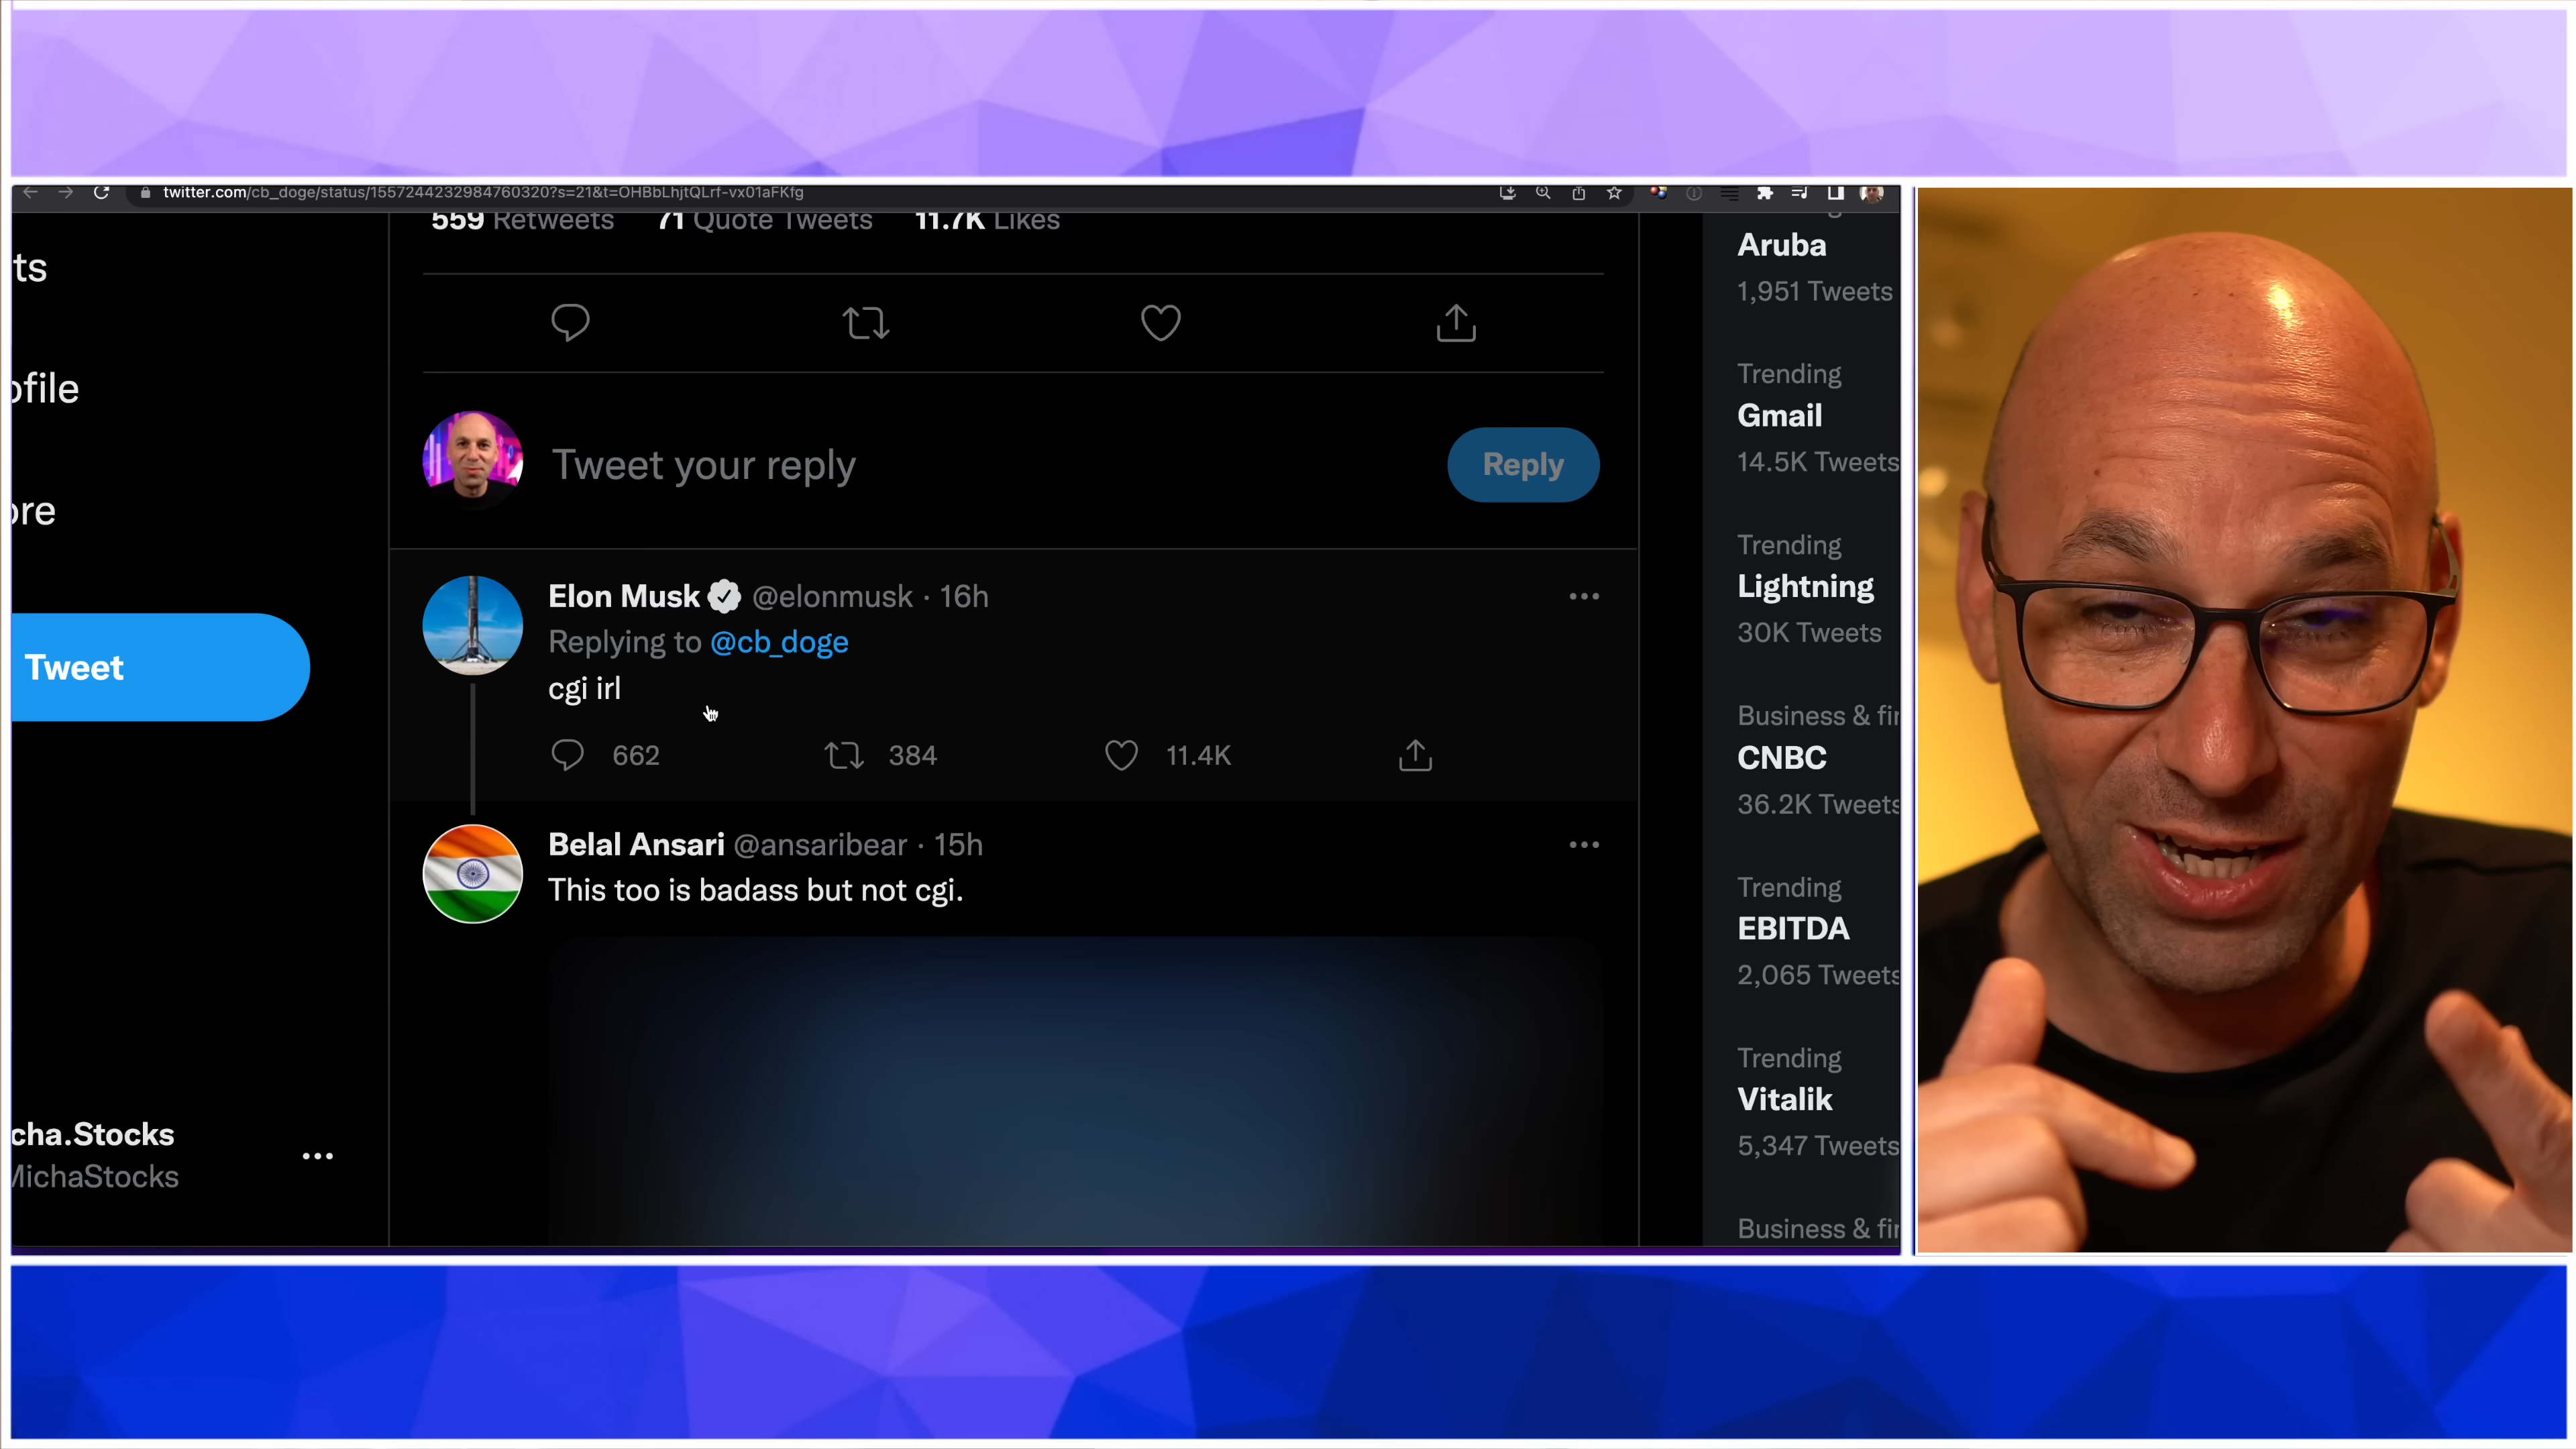 twitter.com/cb_doge/status/1557244232984760320?s=21&t=OHBbLhjtQLrf-vx01aFKfg
559 Retweets 71 Quote Tweets 11.7K Likes
ts
ofile
ore
Tweet
cha.Stocks
MichaStocks
Tweet your reply
Reply
Elon Musk @elonmusk · 16h
Replying to @cb_doge
cgi irl
662 384 11.4K
Belal Ansari @ansaribear · 15h
This too is badass but not cgi.
Aruba
1,951 Tweets
Trending
Gmail
14.5K Tweets
Trending
Lightning
30K Tweets
Business & fin
CNBC
36.2K Tweets
Trending
EBITDA
2,065 Tweets
Trending
Vitalik
5,347 Tweets
Business & fin